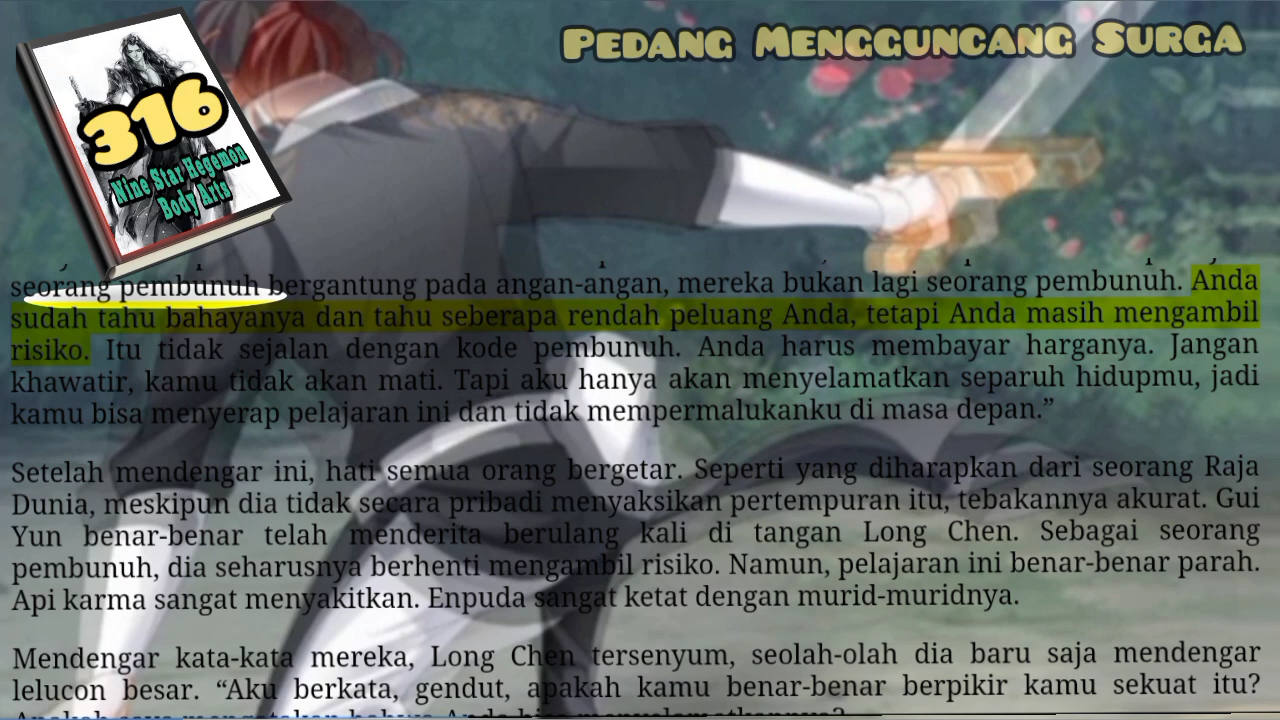 Pedang Mengguncang Surga
316
Nine Star Hegemon
Body Arts
seorang pembunuh bergantung pada angan-angan, mereka bukan lagi seorang pembunuh. Anda
sudah tahu bahayanya dan tahu seberapa rendah peluang Anda, tetapi Anda masih mengambil
risiko. Itu tidak sejalan dengan kode pembunuh. Anda harus membayar harganya. Jangan
khawatir, kamu tidak akan mati. Tapi aku hanya akan menyelamatkan separuh hidupmu, jadi
kamu bisa menyerap pelajaran ini dan tidak mempermalukanku di masa depan.”
Setelah mendengar ini, hati semua orang bergetar. Seperti yang diharapkan dari seorang Raja
Dunia, meskipun dia tidak secara pribadi menyaksikan pertempuran itu, tebakannya akurat. Gui
Yun benar-benar telah menderita berulang kali di tangan Long Chen. Sebagai seorang
pembunuh, dia seharusnya berhenti mengambil risiko. Namun, pelajaran ini benar-benar parah.
Api karma sangat menyakitkan. Enpuda sangat ketat dengan murid-muridnya.
Mendengar kata-kata mereka, Long Chen tersenyum, seolah-olah dia baru saja mendengar
lelucon besar. “Aku berkata, gendut, apakah kamu benar-benar berpikir kamu sekuat itu?